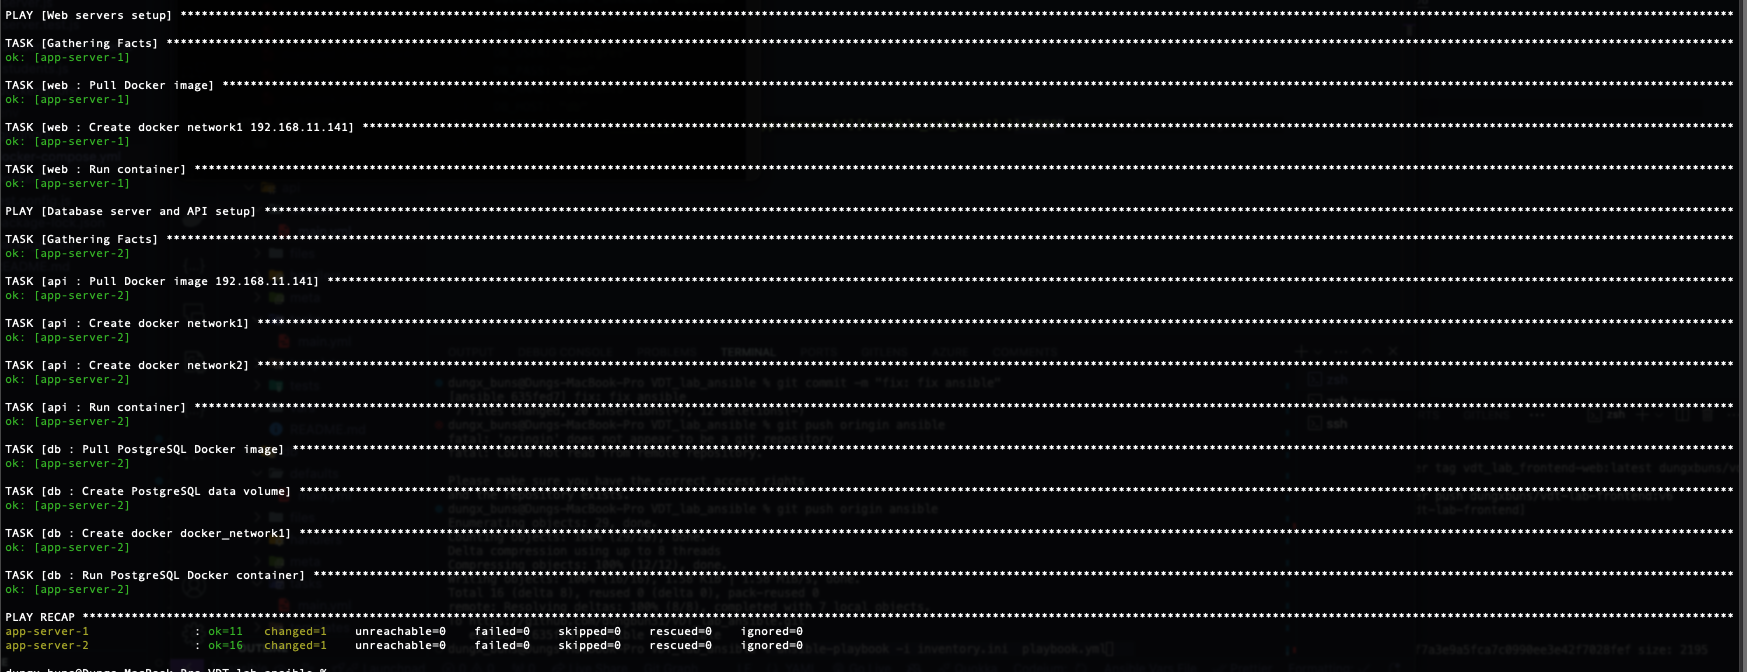 PLAY [Web servers setup] ****************************************************************
TASK [Gathering Facts] ****************************************************************
ok: [app-server-1]
TASK [web : Pull Docker image] ****************************************************************
ok: [app-server-1]
TASK [web : Create docker network1 192.168.11.141] ****************************************************************
ok: [app-server-1]
TASK [web : Run container] ****************************************************************
ok: [app-server-1]
PLAY [Database server and API setup] ****************************************************************
TASK [Gathering Facts] ****************************************************************
ok: [app-server-2]
TASK [api : Pull Docker image 192.168.11.141] ****************************************************************
ok: [app-server-2]
TASK [api : Create docker network1] ****************************************************************
ok: [app-server-2]
TASK [api : Create docker network2] ****************************************************************
ok: [app-server-2]
TASK [api : Run container] ****************************************************************
ok: [app-server-2]
TASK [db : Pull PostgreSQL Docker image] ****************************************************************
ok: [app-server-2]
TASK [db : Create PostgreSQL data volume] ****************************************************************
ok: [app-server-2]
TASK [db : Create docker docker_network1] ****************************************************************
ok: [app-server-2]
TASK [db : Run PostgreSQL Docker container] ****************************************************************
ok: [app-server-2]
PLAY RECAP ****************************************************************
app-server-1 : ok=11 changed=1 unreachable=0 failed=0 skipped=0 rescued=0 ignored=0
app-server-2 : ok=16 changed=1 unreachable=0 failed=0 skipped=0 rescued=0 ignored=0